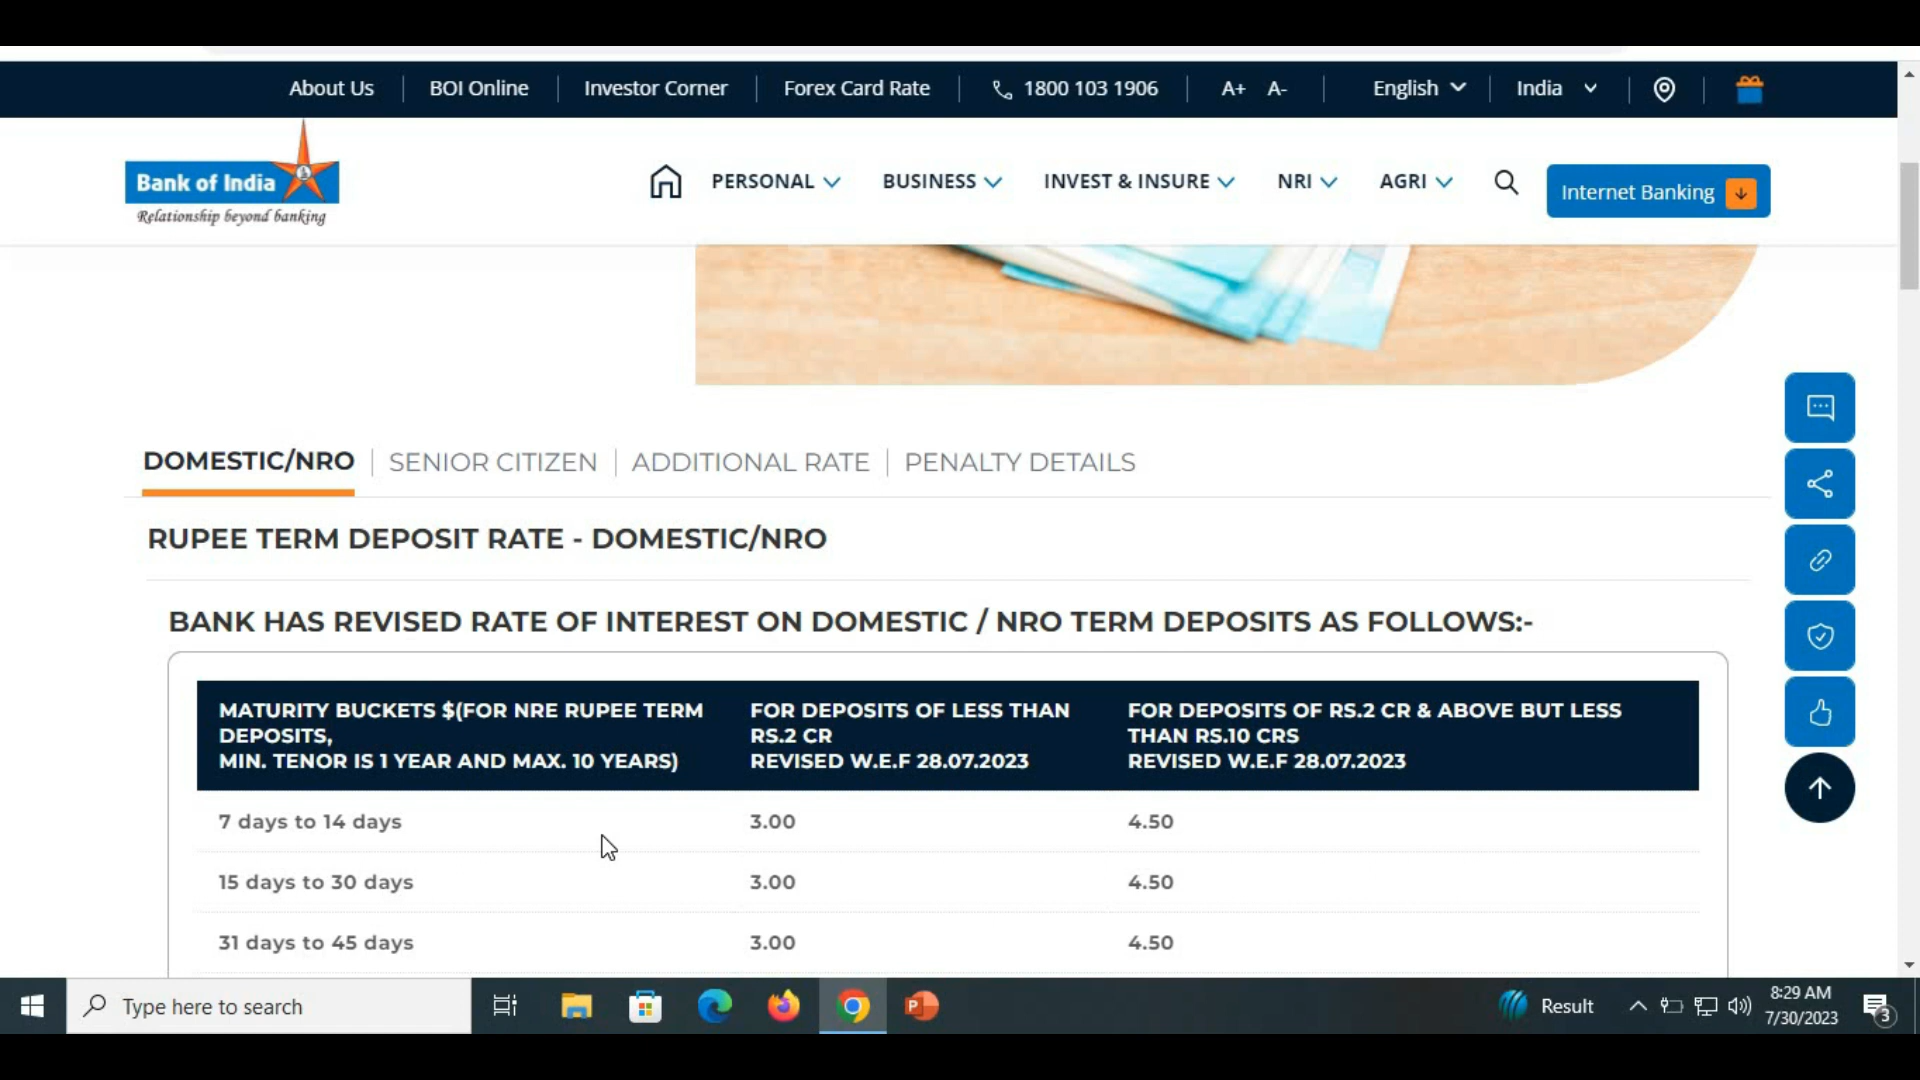 About Us
BOI Online
Investor Corner
Forex Card Rate
1800 103 1906
A+ A-
English
India
Bank of India
Relationship beyond banking
PERSONAL
BUSINESS
INVEST & INSURE
NRI
AGRI
Internet Banking
DOMESTIC/NRO
SENIOR CITIZEN
ADDITIONAL RATE
PENALTY DETAILS
RUPEE TERM DEPOSIT RATE - DOMESTIC/NRO
BANK HAS REVISED RATE OF INTEREST ON DOMESTIC / NRO TERM DEPOSITS AS FOLLOWS:-
MATURITY BUCKETS $(FOR NRE RUPEE TERM
DEPOSITS,
MIN. TENOR IS 1 YEAR AND MAX. 10 YEARS)
FOR DEPOSITS OF LESS THAN
RS.2 CR
REVISED W.E.F 28.07.2023
FOR DEPOSITS OF RS.2 CR & ABOVE BUT LESS
THAN RS.10 CRS
REVISED W.E.F 28.07.2023
7 days to 14 days 3.00 4.50
15 days to 30 days 3.00 4.50
31 days to 45 days 3.00 4.50
Type here to search
P
Result
8:29 AM
7/30/2023
3